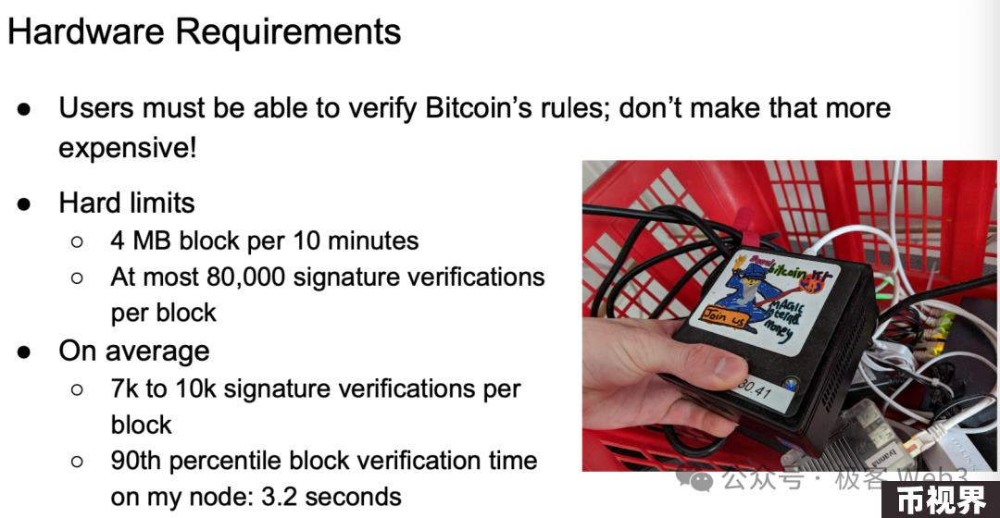 Hardware Requirements
● Users must be able to verify Bitcoin’s rules; don’t make that more
expensive!
● Hard limits
○ 4 MB block per 10 minutes
○ At most 80,000 signature verifications
per block
● On average
○ 7k to 10k signature verifications per
block
○ 90th percentile block verification time
on my node: 3.2 seconds
bitcoin
MAGIC
money
Join us
30.41
Ivanna
公众号 · 极客 Web3
币视界